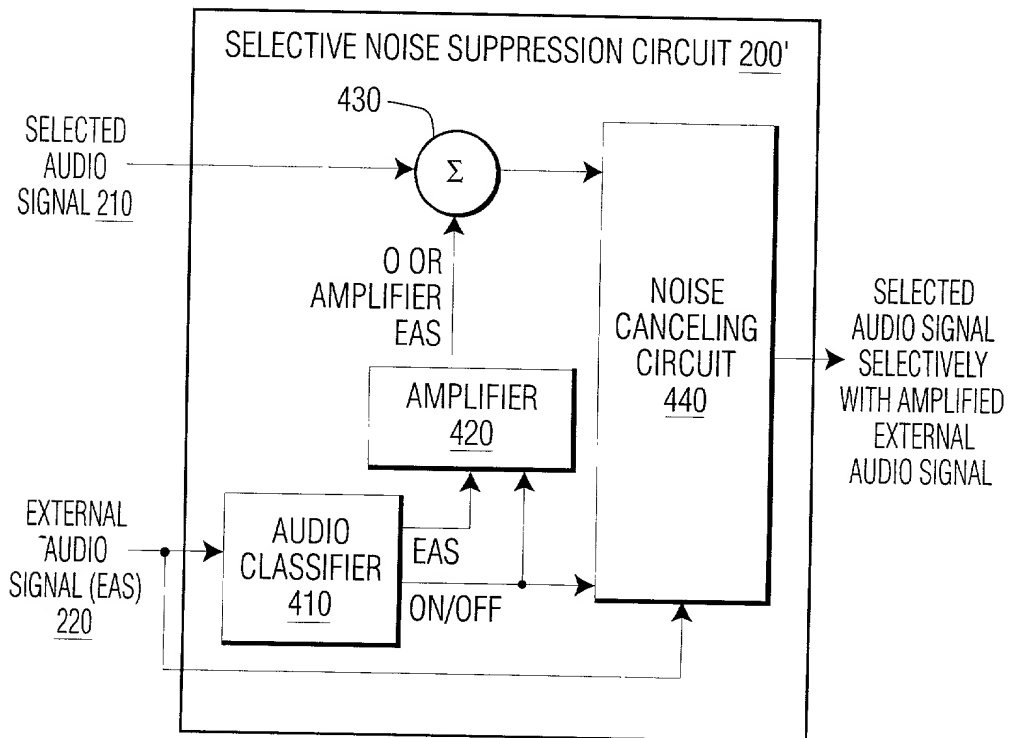 SELECTIVE NOISE SUPPRESSION CIRCUIT 200'
430
SELECTED
AUDIO
SIGNAL 210
Σ
O OR
AMPLIFIER
EAS
NOISE
CANCELING
CIRCUIT
440
SELECTED
AUDIO SIGNAL
SELECTIVELY
WITH AMPLIFIED
EXTERNAL
AUDIO SIGNAL
AMPLIFIER
420
EXTERNAL
AUDIO
SIGNAL (EAS)
220
AUDIO
CLASSIFIER
410
EAS
ON/OFF